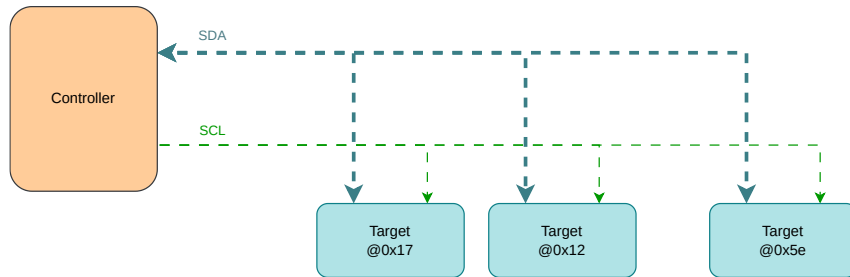 SDA
Controller
SCL
Target
@0x17
Target
@0x12
Target
@0x5e